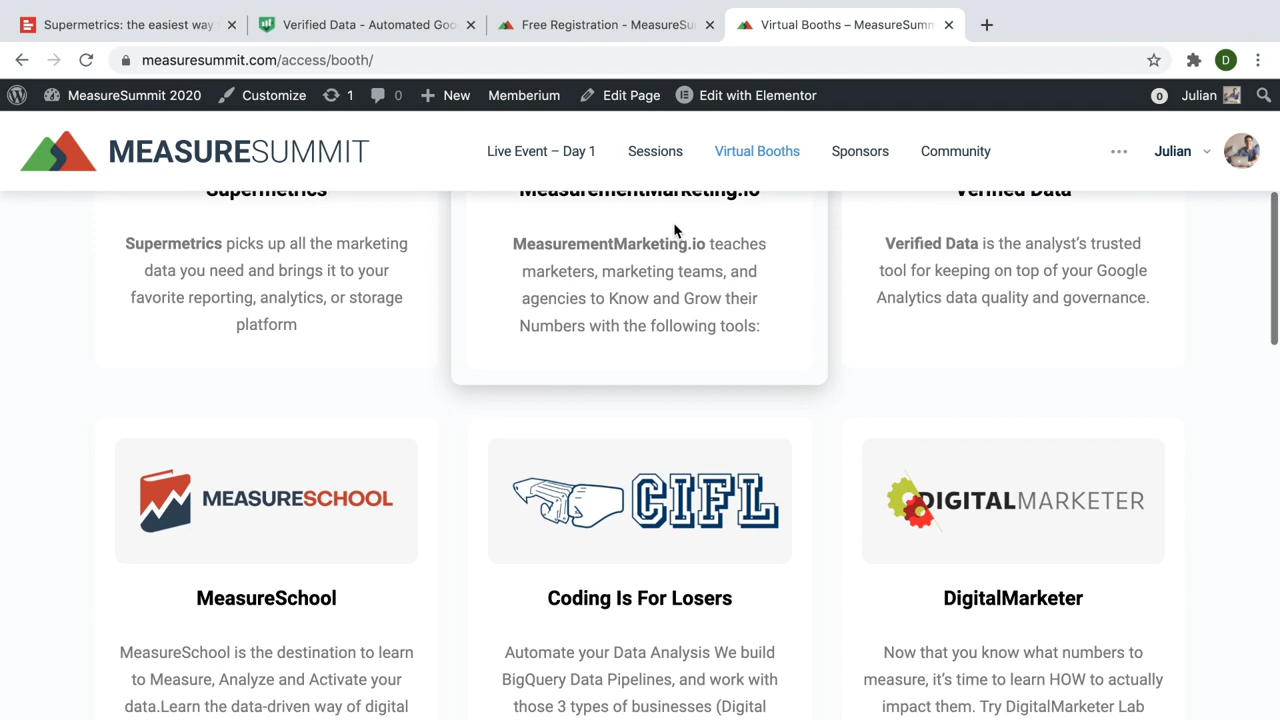 Supermetrics: the easiest way
Verified Data - Automated Goo
Free Registration - MeasureSu
Virtual Booths – MeasureSumm
measuresummit.com/access/booth/
D
MeasureSummit 2020
Customize
1
0
New
Memberium
Edit Page
Edit with Elementor
0
Julian
MEASURESUMMIT
Live Event – Day 1
Sessions
Virtual Booths
Sponsors
Community
Julian
Supermetrics
MeasurementMarketing.io
Verified Data
Supermetrics picks up all the marketing
data you need and brings it to your
favorite reporting, analytics, or storage
platform
MeasurementMarketing.io teaches
marketers, marketing teams, and
agencies to Know and Grow their
Numbers with the following tools:
Verified Data is the analyst's trusted
tool for keeping on top of your Google
Analytics data quality and governance.
MEASURESCHOOL
CIFL
DIGITALMARKETER
MeasureSchool
Coding Is For Losers
DigitalMarketer
MeasureSchool is the destination to learn
to Measure, Analyze and Activate your
data.Learn the data-driven way of digital
Automate your Data Analysis We build
BigQuery Data Pipelines, and work with
those 3 types of businesses (Digital
Now that you know what numbers to
measure, it's time to learn HOW to actually
impact them. Try DigitalMarketer Lab